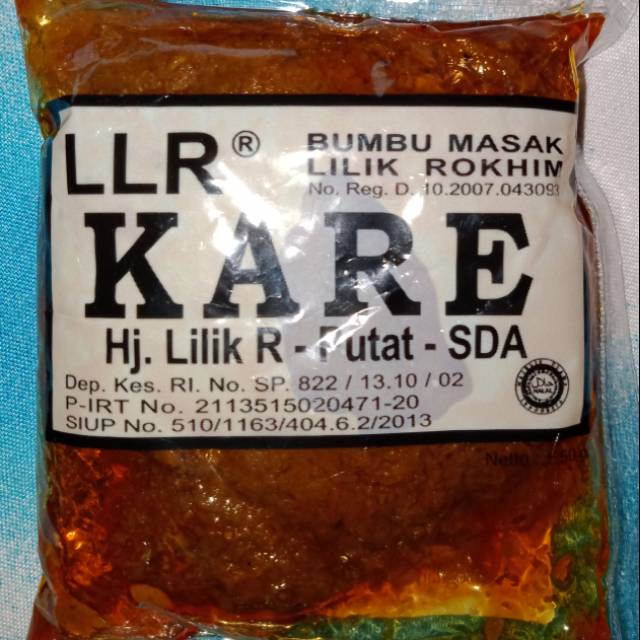 LLR®
BUMBU MASAK
LILIK ROKHIM
No. Reg. D. 10.2007.043093
KARE
Hj. Lilik R - Putat - SDA
Dep. Kes. RI. No. SP. 822 / 13.10 / 02
P-IRT No. 2113515020471-20
SIUP No. 510/1163/404.6.2/2013
Netto